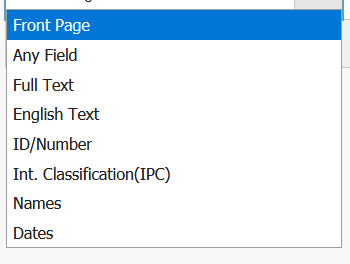 Front Page
Any Field
Full Text
English Text
ID/Number
Int. Classification(IPC)
Names
Dates